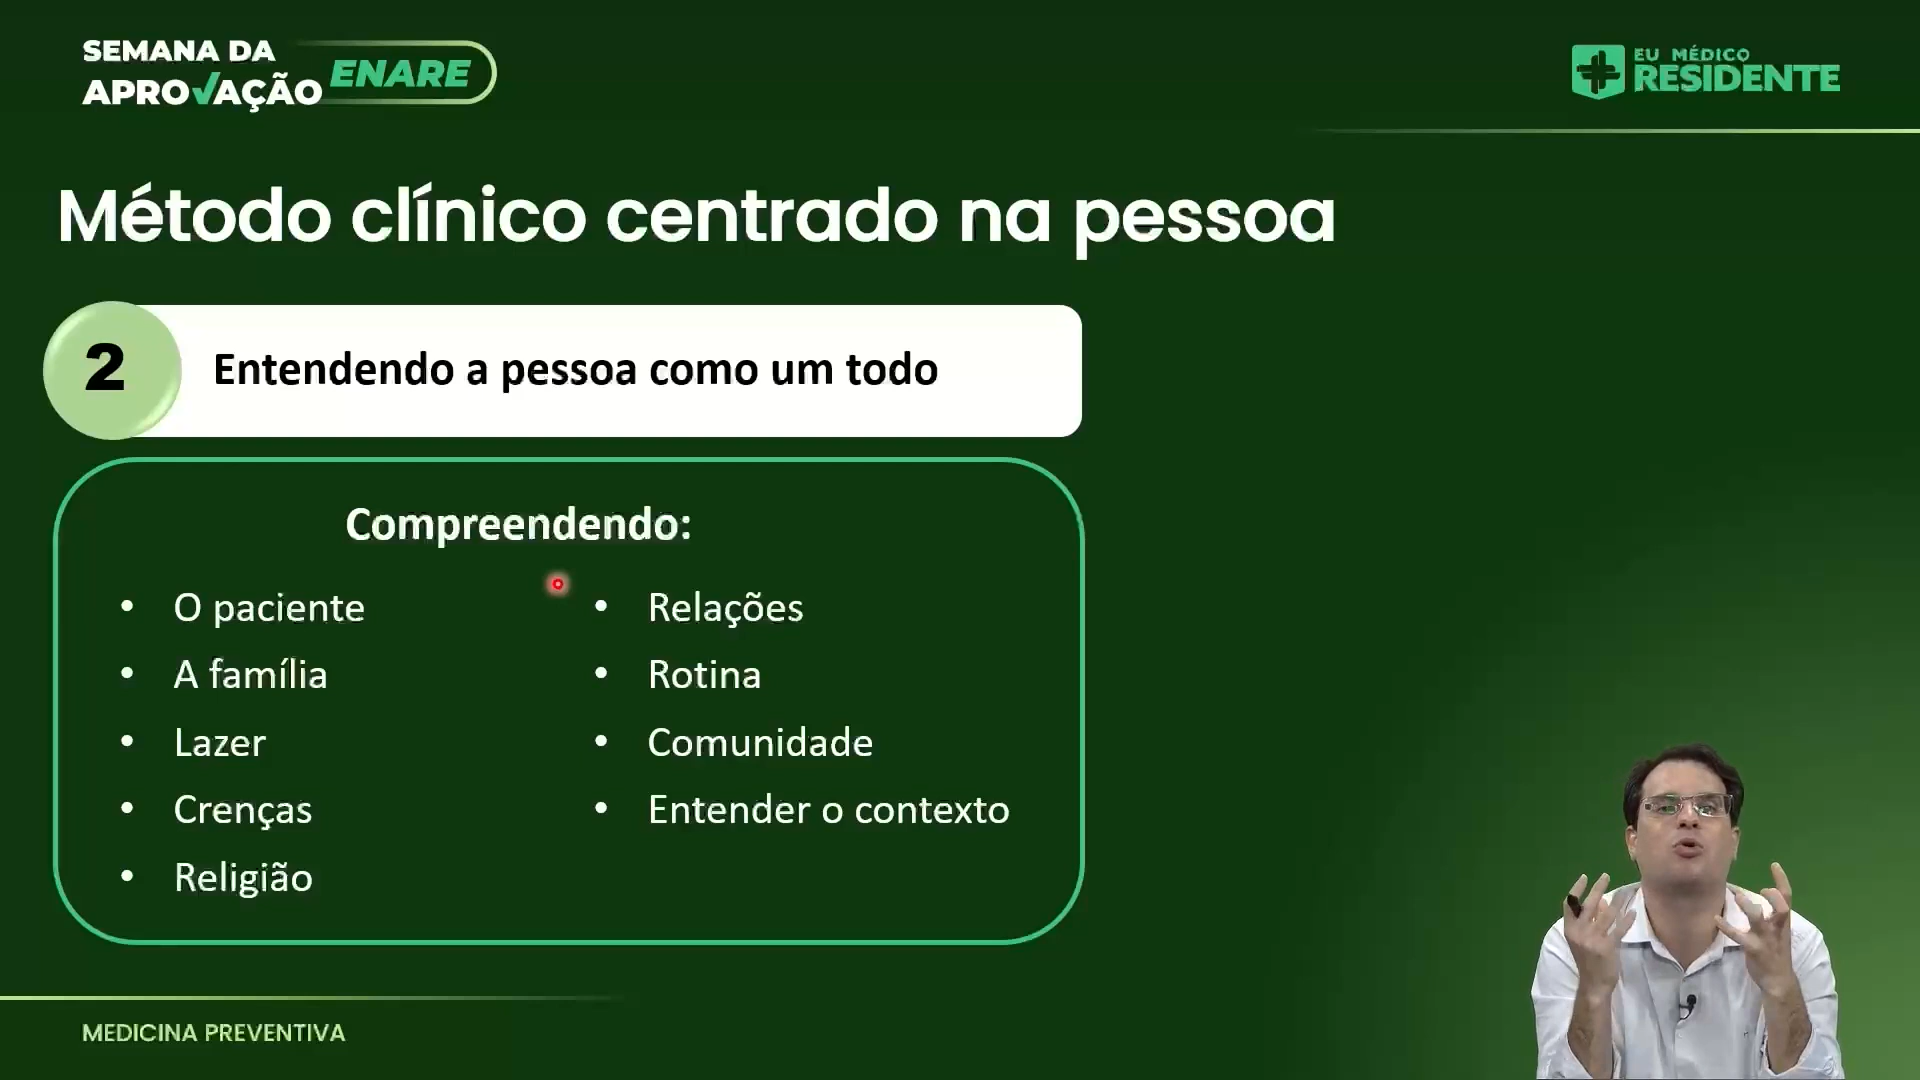 SEMANA DA
APROVAÇÃO ENARE
EU MÉDICO
RESIDENTE
Método clínico centrado na pessoa
2
Entendendo a pessoa como um todo
Compreendendo:
• O paciente
• A família
• Lazer
• Crenças
• Religião
• Relações
• Rotina
• Comunidade
• Entender o contexto
MEDICINA PREVENTIVA